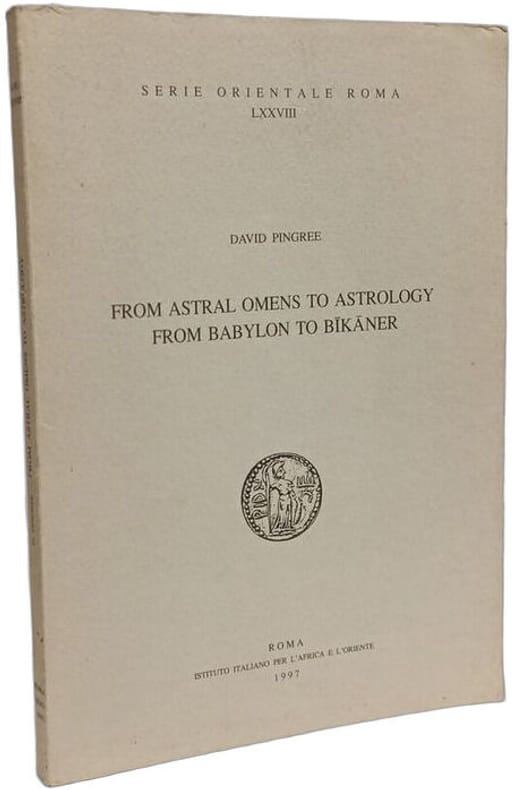 SERIE ORIENTALE ROMA
LXXVIII
DAVID PINGREE
FROM ASTRAL OMENS TO ASTROLOGY
FROM BABYLON TO BĪKĀNER
ROMA
ISTITUTO ITALIANO PER L'AFRICA E L'ORIENTE
1997